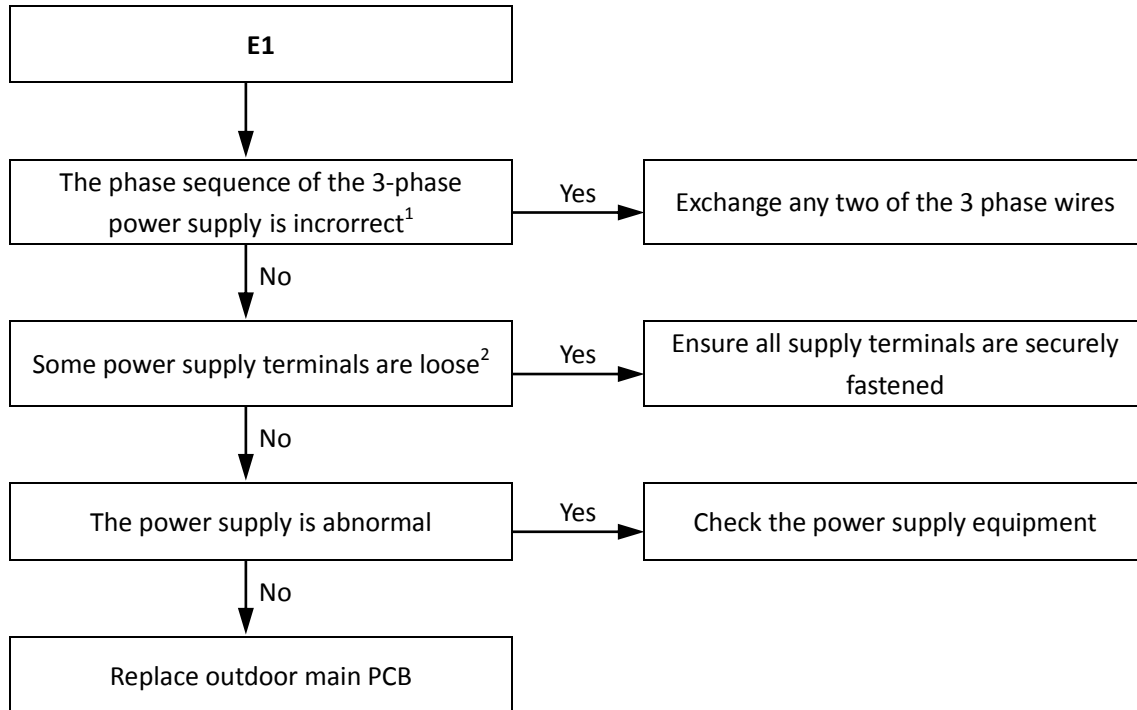 E1
The phase sequence of the 3-phase
power supply is incrorrect1
Yes
Exchange any two of the 3 phase wires
No
Some power supply terminals are loose2
Yes
Ensure all supply terminals are securely
fastened
No
The power supply is abnormal
Yes
Check the power supply equipment
No
Replace outdoor main PCB